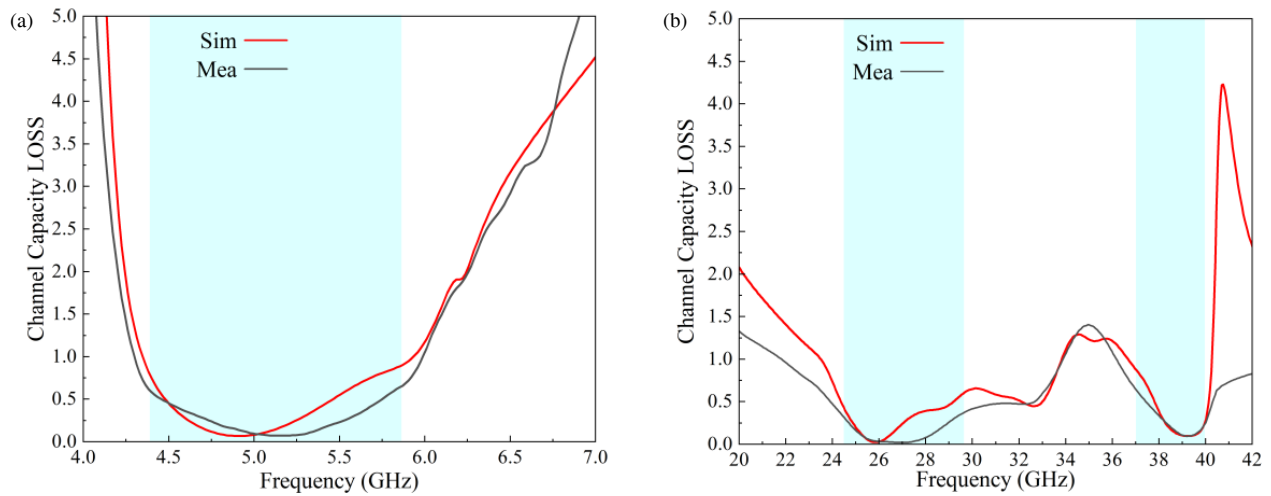 (a)
Channel Capacity LOSS
5.0
4.5
4.0
3.5
3.0
2.5
2.0
1.5
1.0
0.5
0.0
Sim
Mea
4.0 4.5 5.0 5.5 6.0 6.5 7.0
Frequency (GHz)
(b)
Channel Capacity LOSS
5.0
4.5
4.0
3.5
3.0
2.5
2.0
1.5
1.0
0.5
0.0
Sim
Mea
20 22 24 26 28 30 32 34 36 38 40 42
Frequency (GHz)